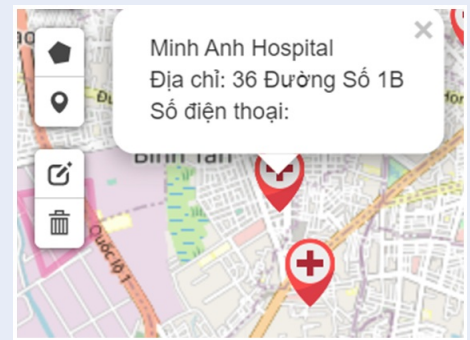 Minh Anh Hospital
Địa chỉ: 36 Đường Số 1B
Số điện thoại:
Bình Tân
Quốc lộ 1